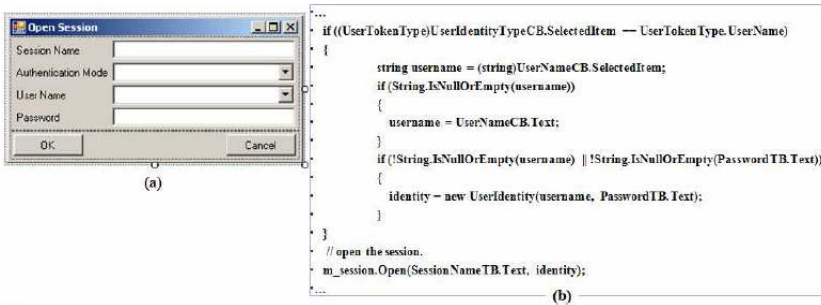 Open Session
Session Name
Authentication Mode
User Name
Password
OK
Cancel
(a)
...
if ((UserTokenType)UserIdentityTypeCB.SelectedItem == UserTokenType.UserName)
{
string username = (string)UserNameCB.SelectedItem;
if (String.IsNullOrEmpty(username))
{
username = UserNameCB.Text;
}
if (!String.IsNullOrEmpty(username) || !String.IsNullOrEmpty(PasswordTB.Text))
{
identity = new UserIdentity(username, PasswordTB.Text);
}
}
// open the session.
m_session.Open(SessionNameTB.Text, identity);
...
(b)